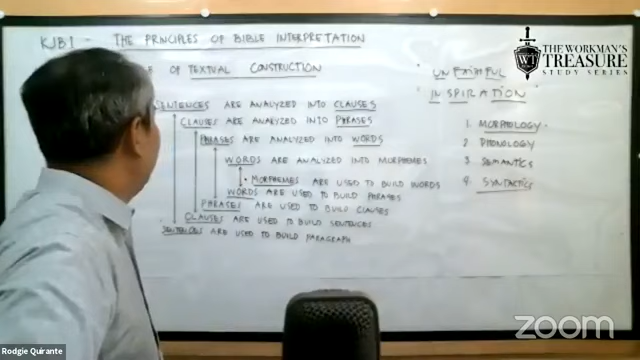 KJB1 - THE PRINCIPLES OF BIBLE INTERPRETATION
OF TEXTUAL CONSTRUCTION
SENTENCES ARE ANALYZED INTO CLAUSES
CLAUSES ARE ANALYZED INTO PHRASES
PHRASES ARE ANALYZED INTO WORDS
WORDS ARE ANALYZED INTO MORPHEMES
MORPHEMES ARE USED TO BUILD WORDS
WORDS ARE USED TO BUILD PHRASES
PHRASES ARE USED TO BUILD CLAUSES
CLAUSES ARE USED TO BUILD SENTENCES
SENTENCES ARE USED TO BUILD PARAGRAPH
"UNFAITHFUL
INSPIRATION"
1. MORPHOLOGY
2 PHONOLOGY
3 SEMANTICS
4. SYNTACTICS
THE WORKMAN'S
TREASURE
STUDY SERIES
Rodgie Quirante
zoom